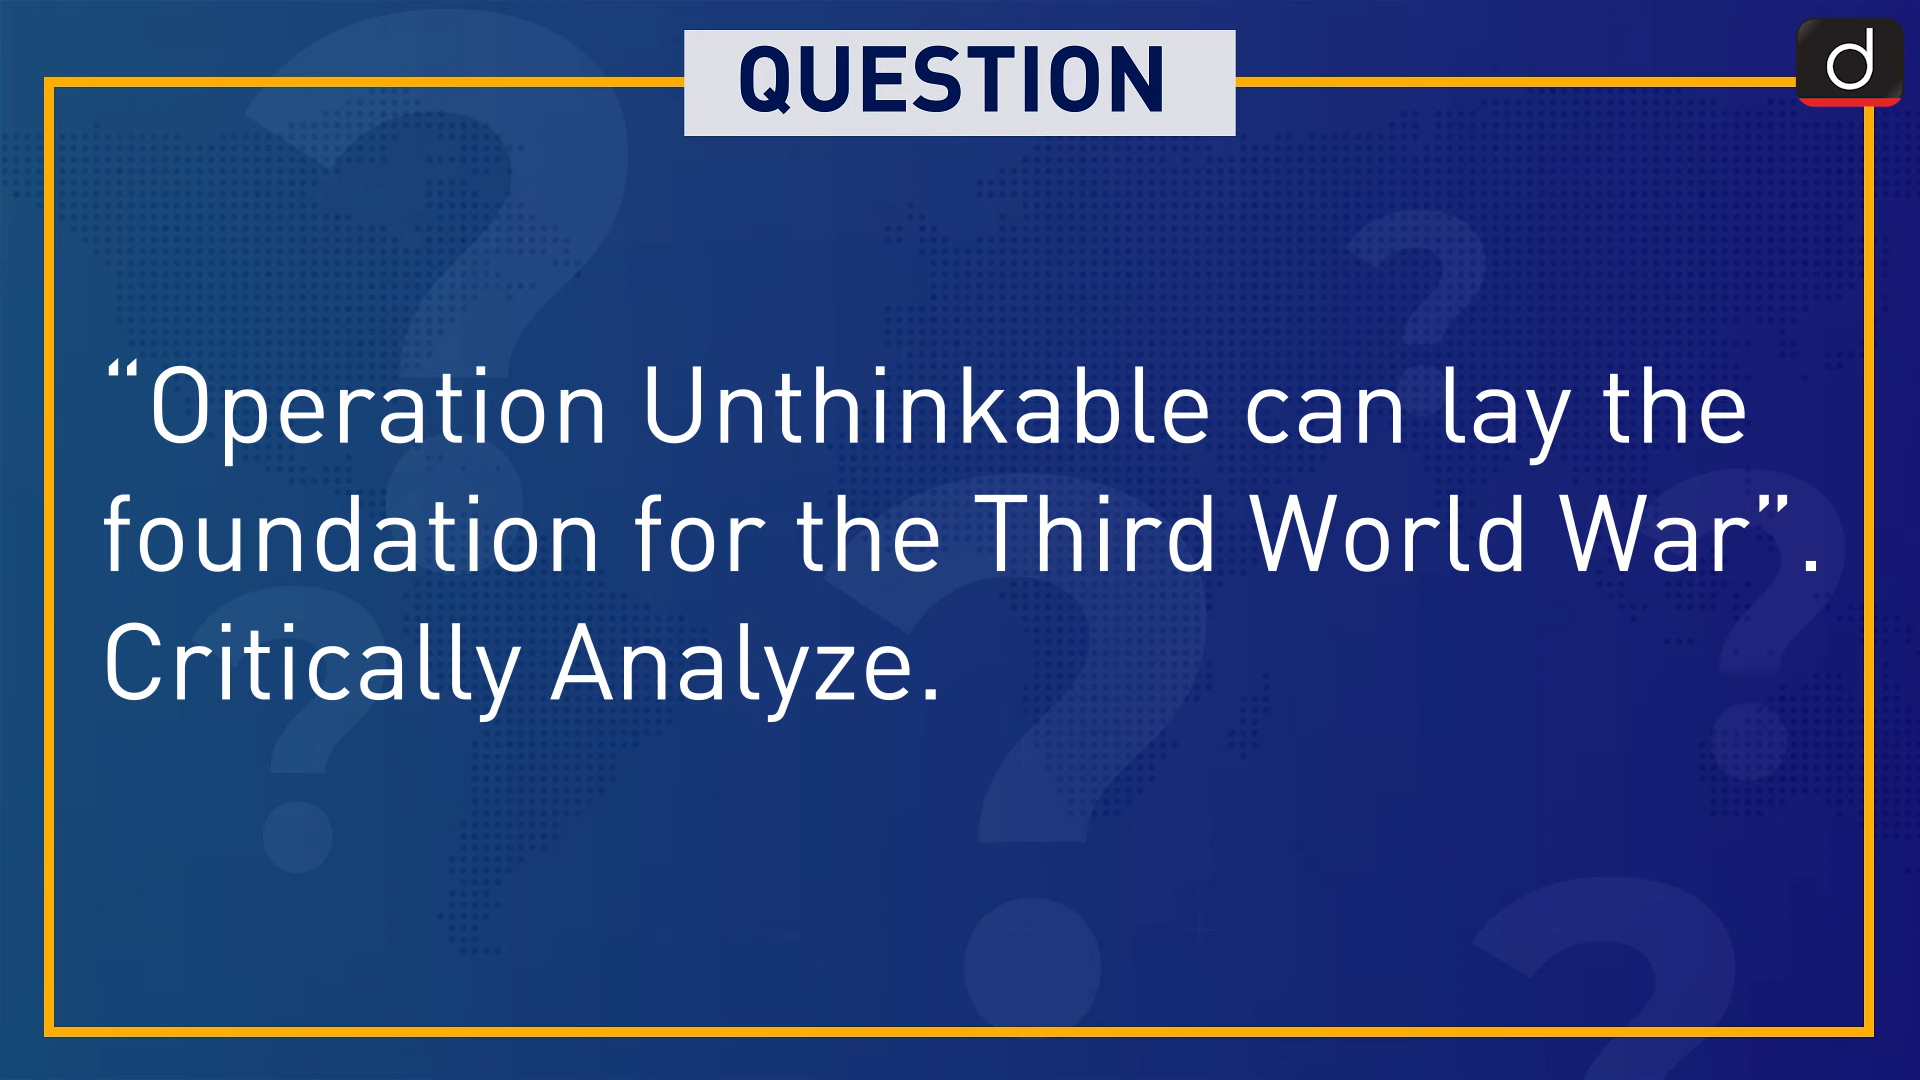 QUESTION
d
“Operation Unthinkable can lay the
foundation for the Third World War”.
Critically Analyze.